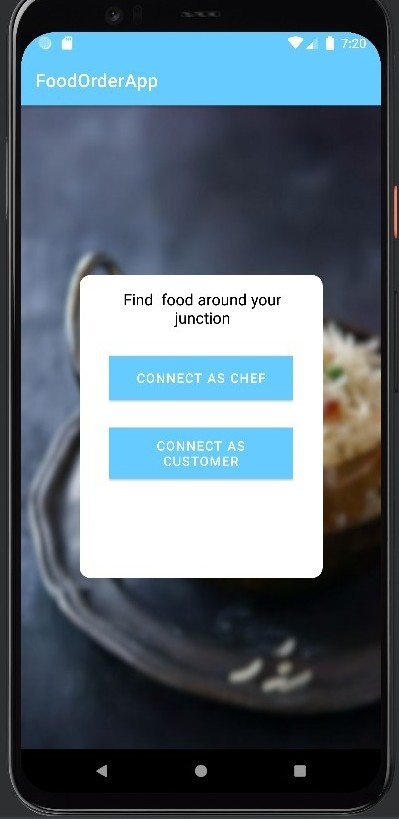 7:20
FoodOrderApp
Find  food around your
junction
CONNECT AS CHEF
CONNECT AS
CUSTOMER